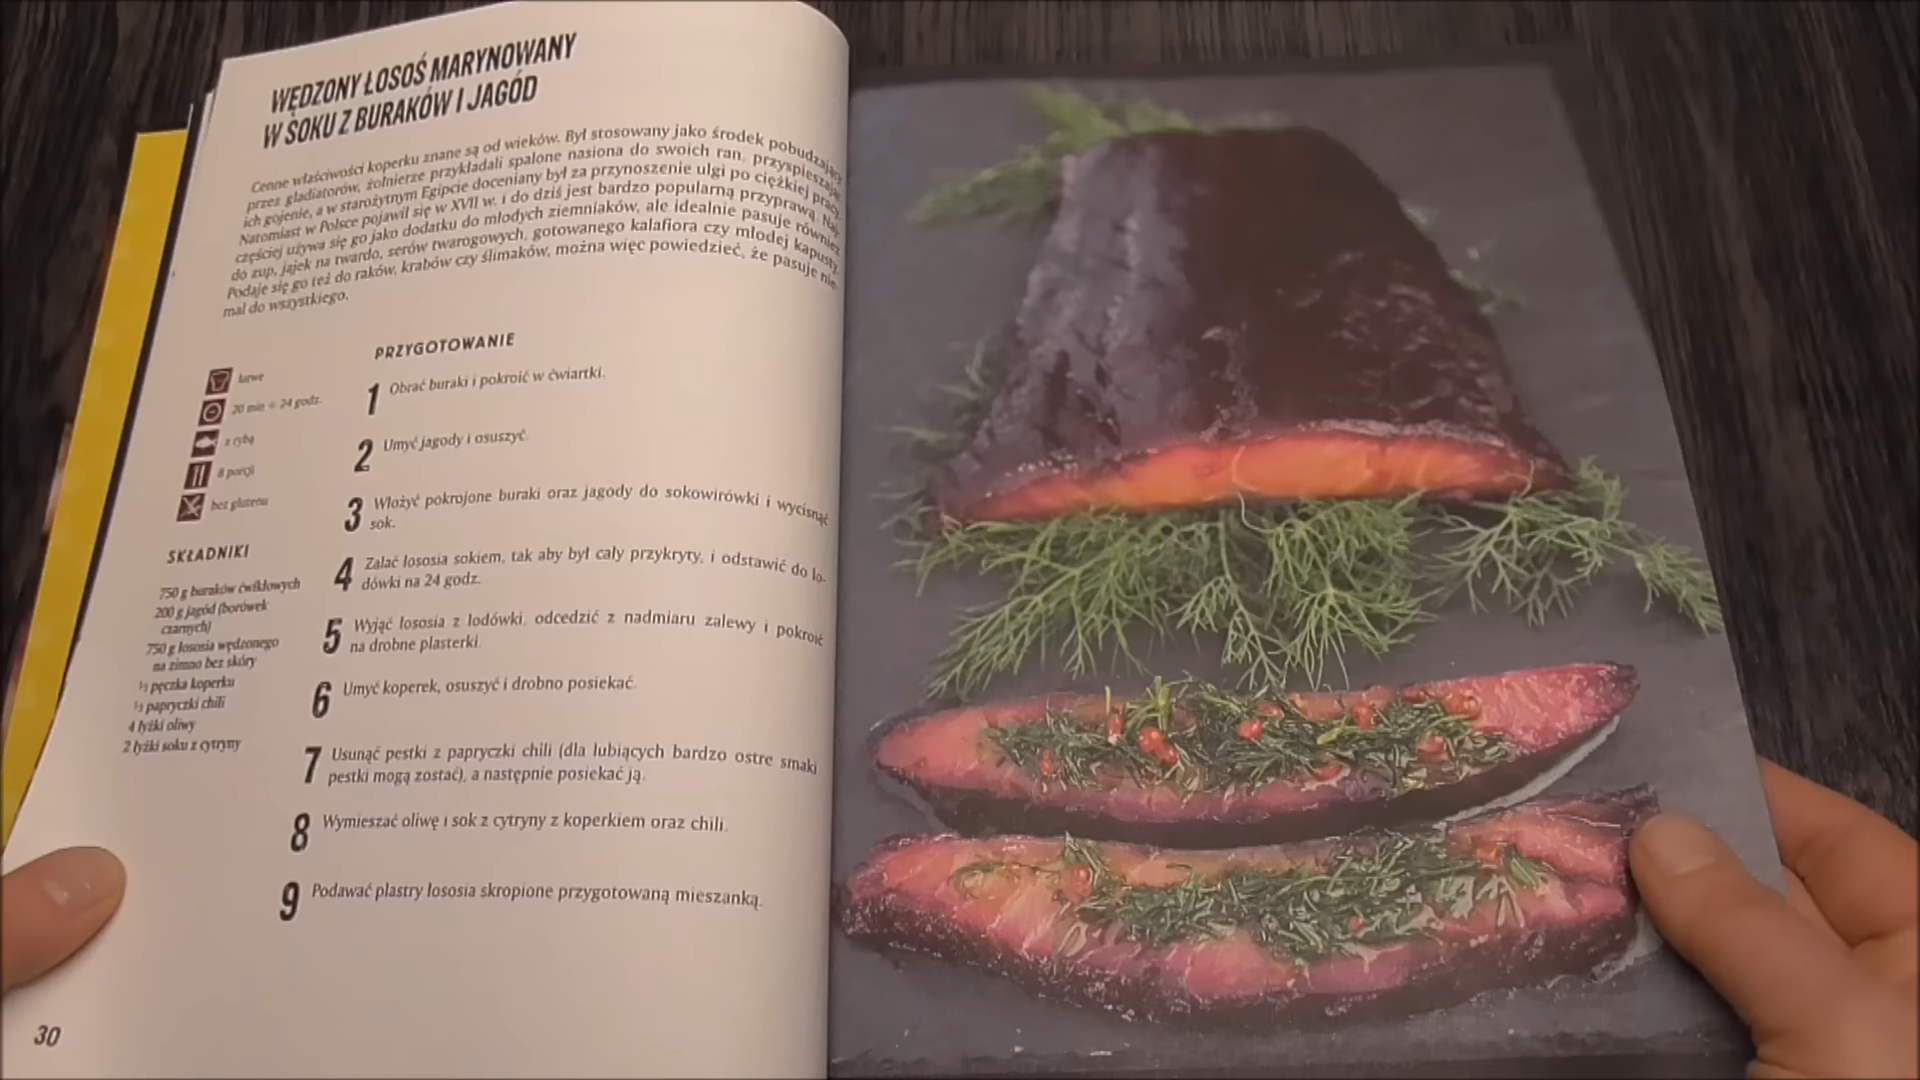 WĘDZONY ŁOSOŚ MARYNOWANY
W SOKU Z BURAKÓW I JAGÓD
Cenne właściwości koperku znane są od wieków. Był stosowany jako środek pobudzający
przez gladiatorów, żołnierze przykładali spalone nasiona do swoich ran, przyspieszając
ich gojenie, a w starożytnym Egipcie doceniany był za przynoszenie ulgi po ciężkiej pracy.
Natomiast w Polsce pojawił się w XVII w. i do dziś jest bardzo popularną przyprawą. Naj-
częściej używa się go jako dodatku do młodych ziemniaków, ale idealnie pasuje również
do zup, jajek na twardo, serów twarogowych, gotowanego kalafiora czy młodej kapusty.
Podaje się go też do raków, krabów czy ślimaków, można więc powiedzieć, że pasuje nie-
mal do wszystkiego.
łatwe
20 min + 24 godz.
z rybą
8 porcji
bez glutenu
SKŁADNIKI
750 g buraków ćwikłowych
200 g jagód (borówek
czarnych)
750 g łososia wędzonego
na zimno bez skóry
½ pęczka koperku
½ papryczki chili
4 łyżki oliwy
2 łyżki soku z cytryny
PRZYGOTOWANIE
1 Obrać buraki i pokroić w ćwiartki.
2 Umyć jagody i osuszyć.
3 Włożyć pokrojone buraki oraz jagody do sokowirówki i wycisnąć
sok.
4 Zalać łososia sokiem, tak aby był cały przykryty, i odstawić do lo-
dówki na 24 godz.
5 Wyjąć łososia z lodówki, odcedzić z nadmiaru zalewy i pokroić
na drobne plasterki.
6 Umyć koperek, osuszyć i drobno posiekać.
7 Usunąć pestki z papryczki chili (dla lubiących bardzo ostre smaki
pestki mogą zostać), a następnie posiekać ją.
8 Wymieszać oliwę i sok z cytryny z koperkiem oraz chili.
9 Podawać plastry łososia skropione przygotowaną mieszanką.
30